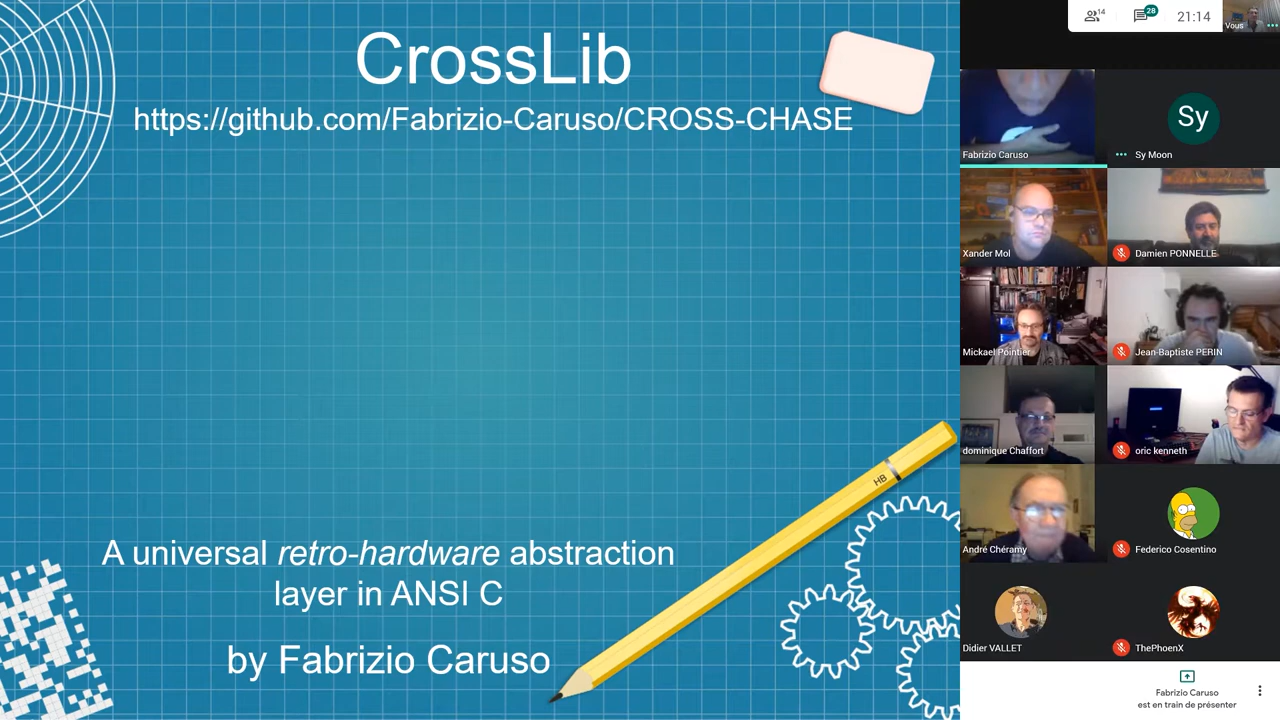 CrossLib
https://github.com/Fabrizio-Caruso/CROSS-CHASE
HB
A universal retro-hardware abstraction
layer in ANSI C
by Fabrizio Caruso
14
28
21:14
Vous
Fabrizio Caruso
Sy
Sy Moon
Xander Mol
Damien PONNELLE
Mickael Pointier
Jean-Baptiste PERIN
dominique Chaffort
oric kenneth
André Chéramy
Federico Cosentino
Didier VALLET
ThePhoenX
Fabrizio Caruso
est en train de présenter